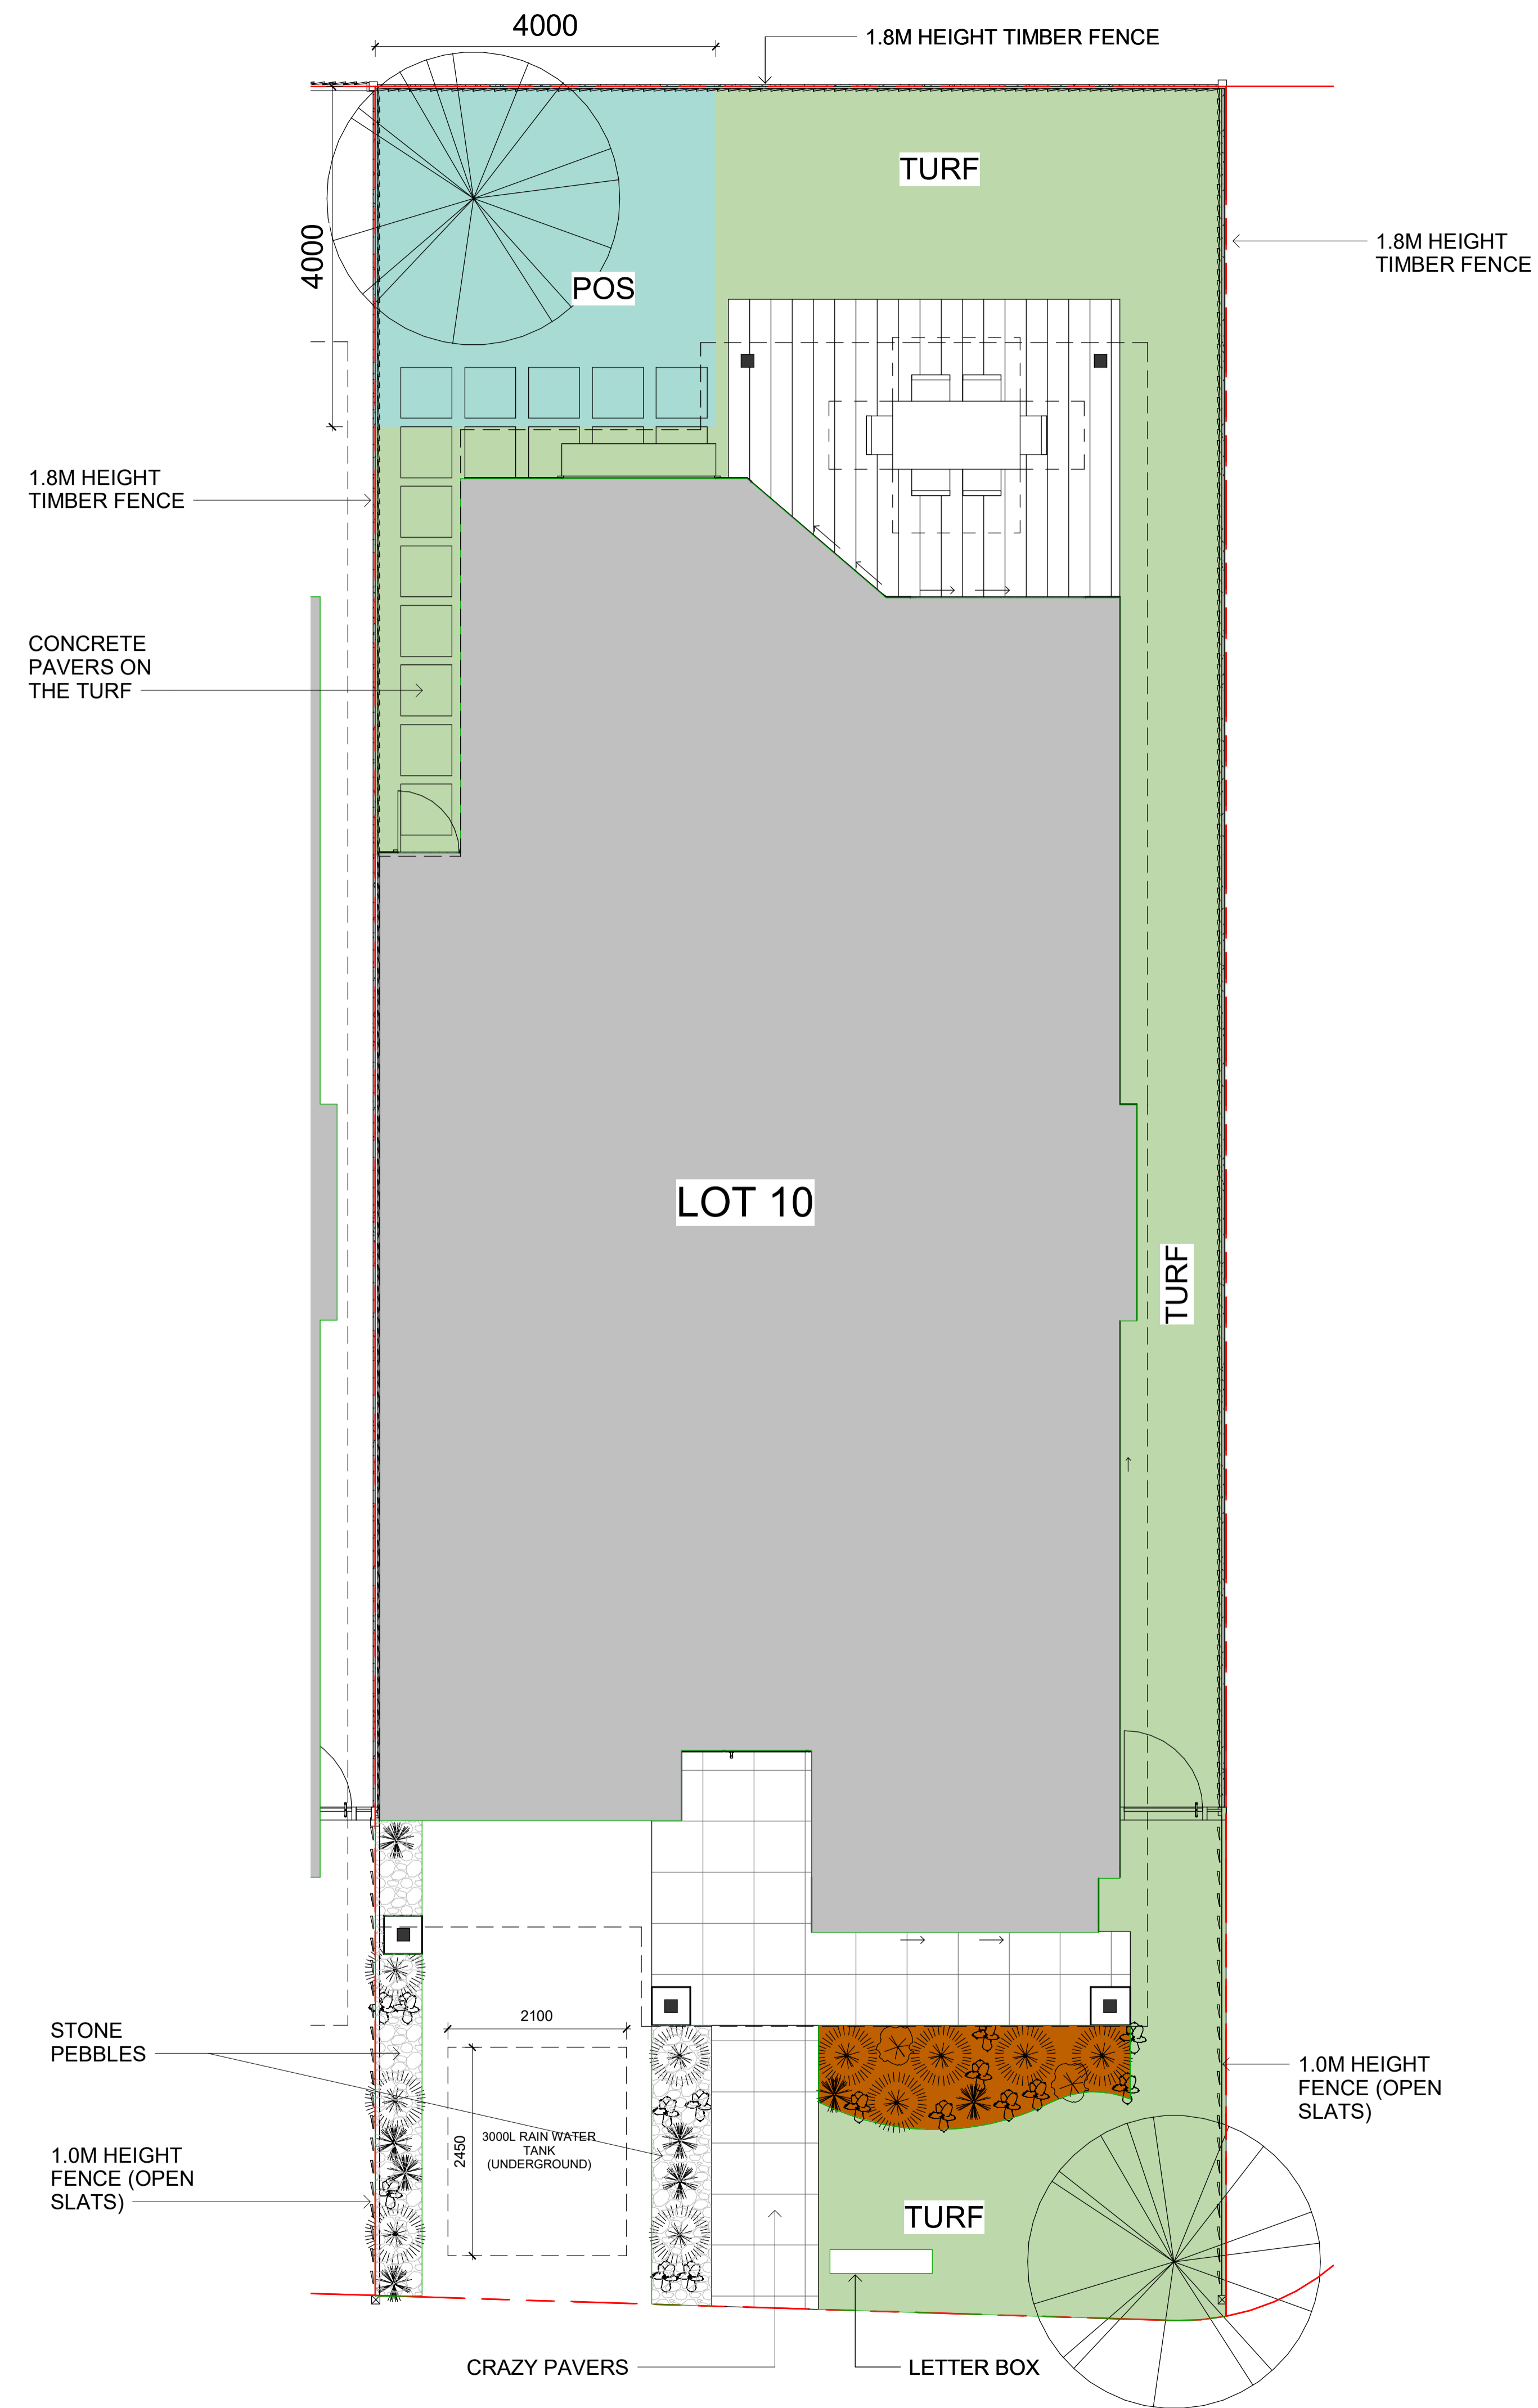 4000
1.8M HEIGHT TIMBER FENCE
TURF
4000
1.8M HEIGHT
TIMBER FENCE
POS
1.8M HEIGHT
TIMBER FENCE
CONCRETE
PAVERS ON
THE TURF
LOT 10
TURF
2100
STONE
PEBBLES
2450
3000L RAIN WATER
TANK
(UNDERGROUND)
1.0M HEIGHT
FENCE (OPEN
SLATS)
1.0M HEIGHT
FENCE (OPEN
SLATS)
TURF
CRAZY PAVERS
LETTER BOX